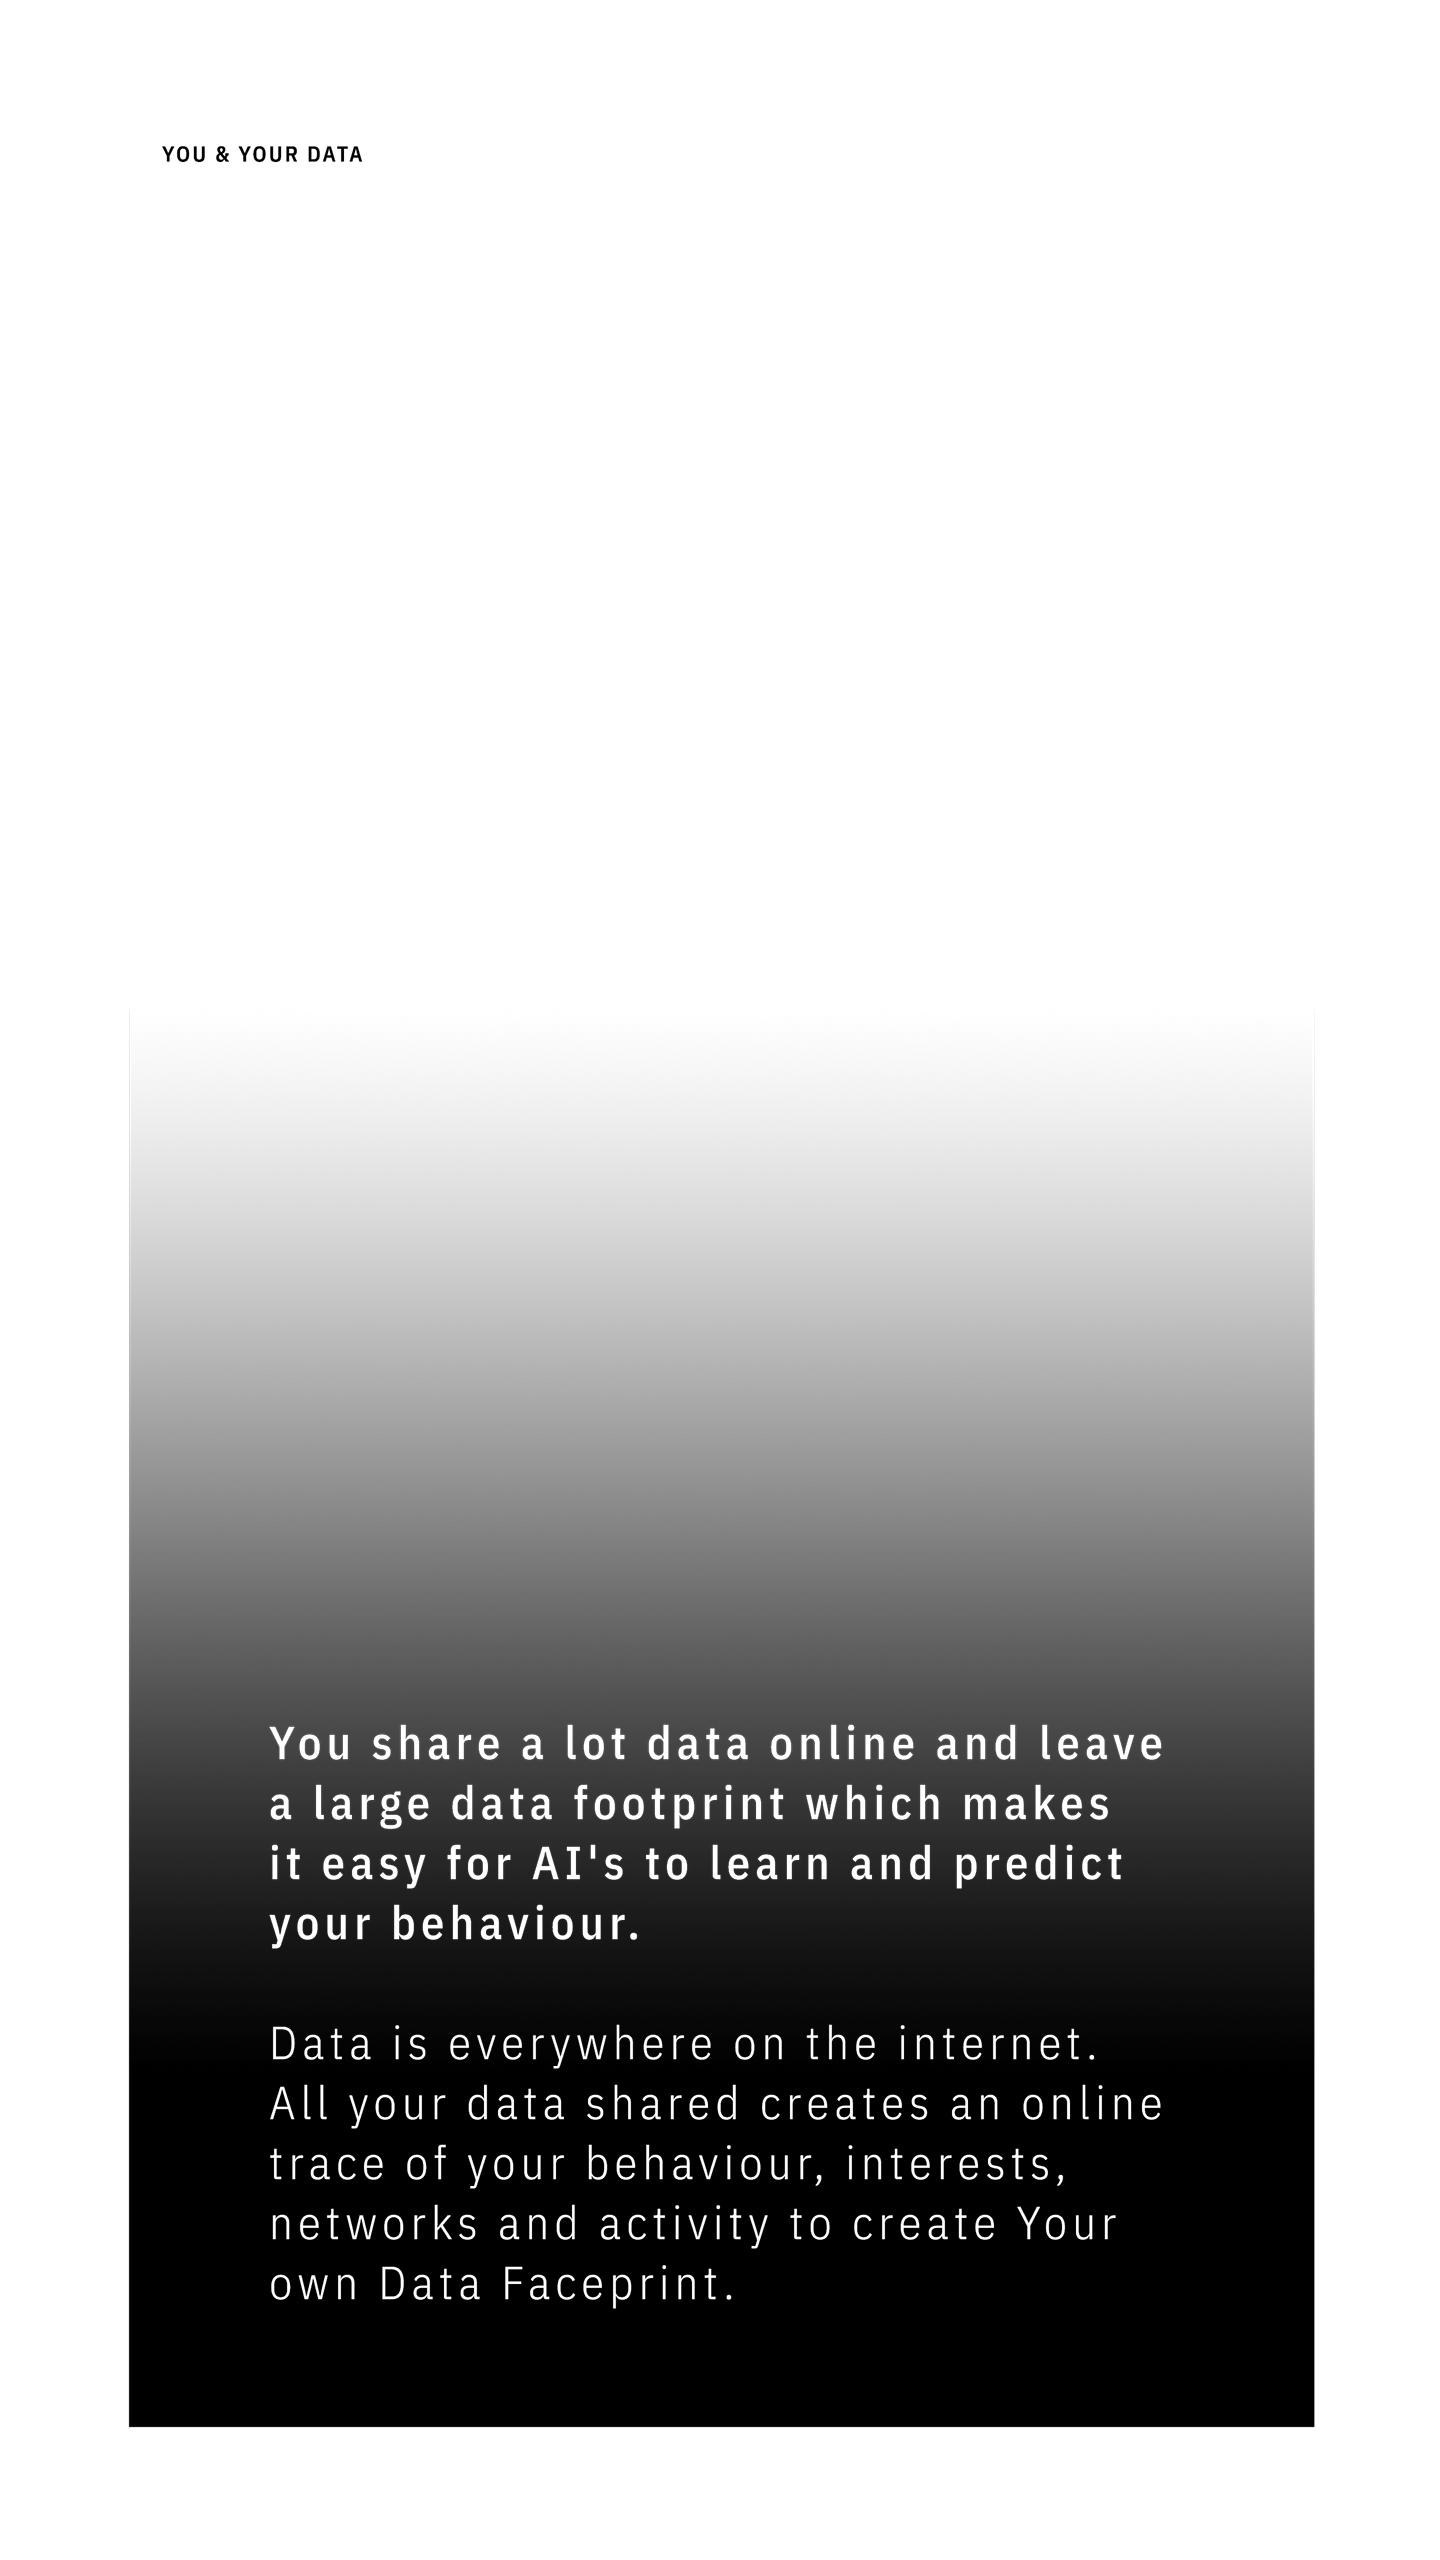 YOU & YOUR DATA
You share a lot data online and leave
a large data footprint which makes
it easy for AI's to learn and predict
your behaviour.
Data is everywhere on the internet.
All your data shared creates an online
trace of your behaviour, interests,
networks and activity to create Your
own Data Faceprint.